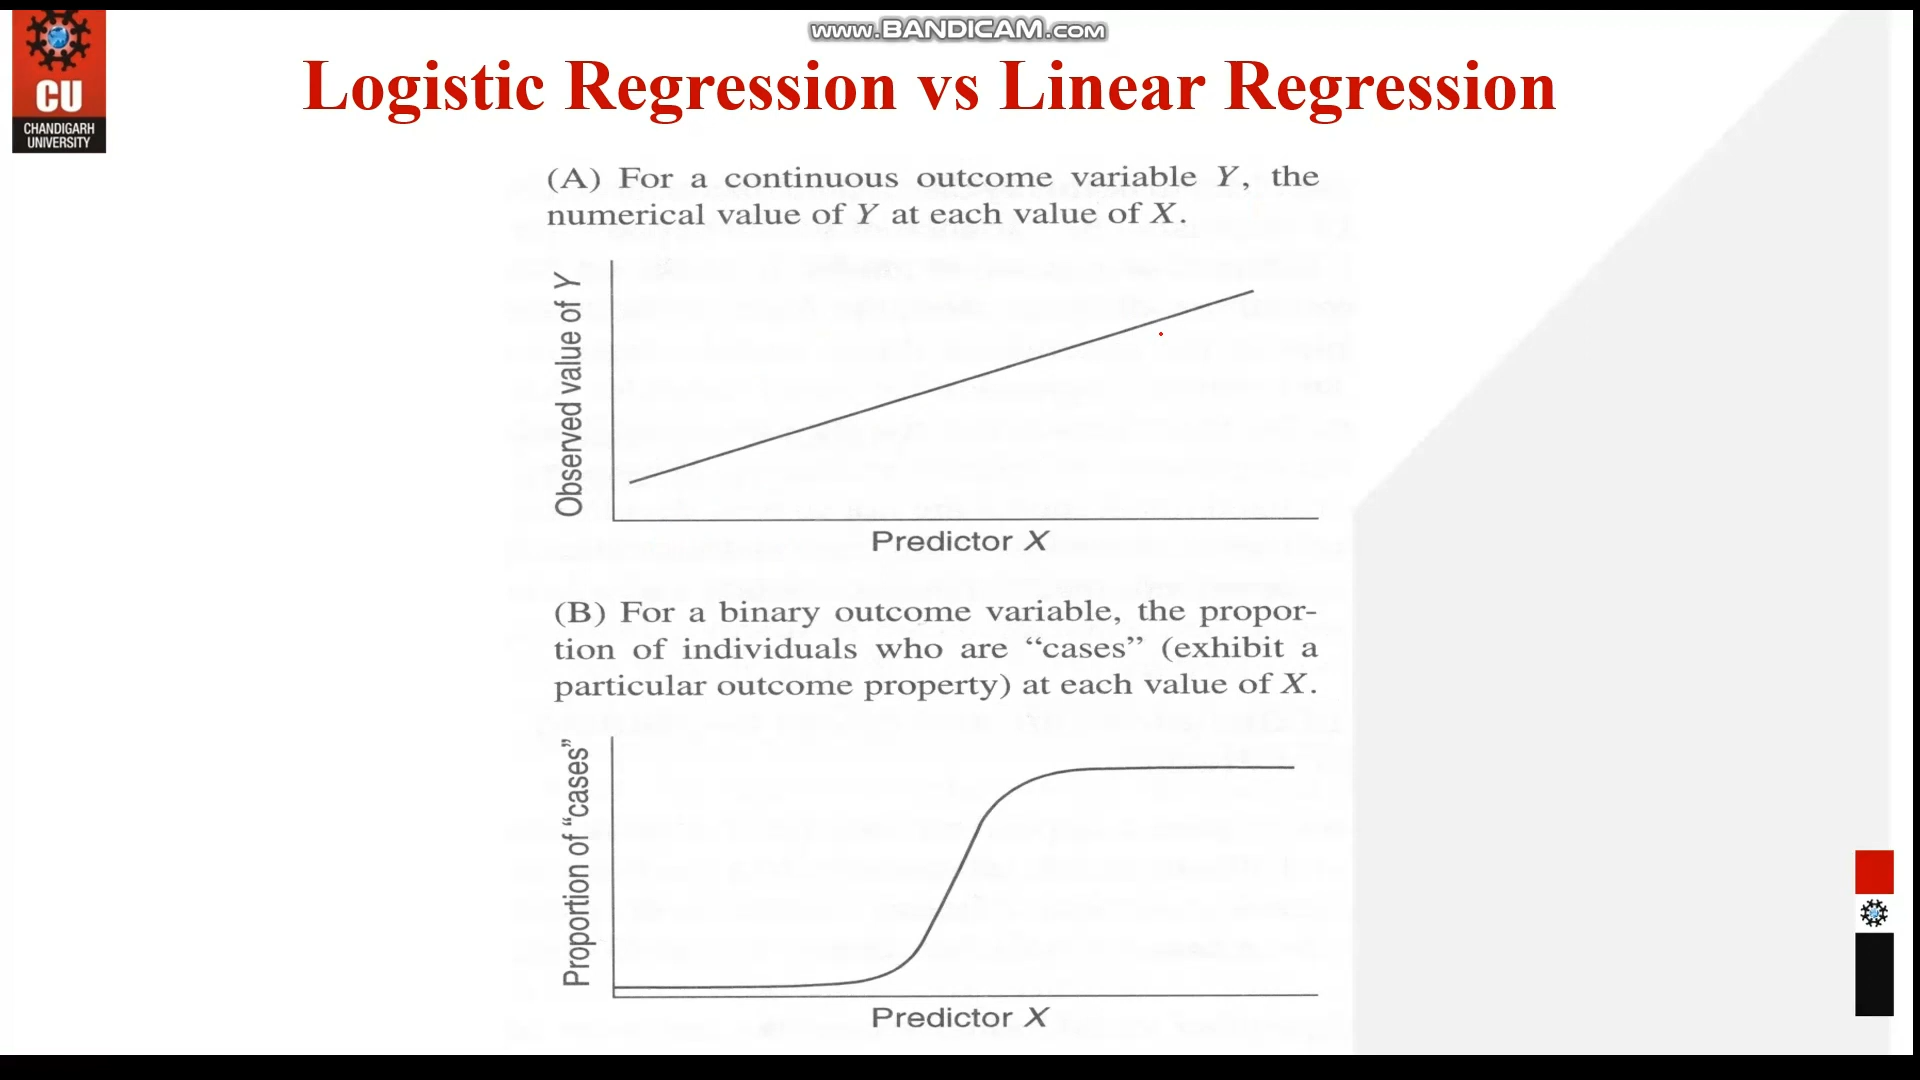 www.BANDICAM.com
CU
CHANDIGARH
UNIVERSITY
Logistic Regression vs Linear Regression
(A) For a continuous outcome variable Y, the
numerical value of Y at each value of X.
Observed value of Y
Predictor X
(B) For a binary outcome variable, the propor-
tion of individuals who are “cases” (exhibit a
particular outcome property) at each value of X.
Proportion of “cases”
Predictor X